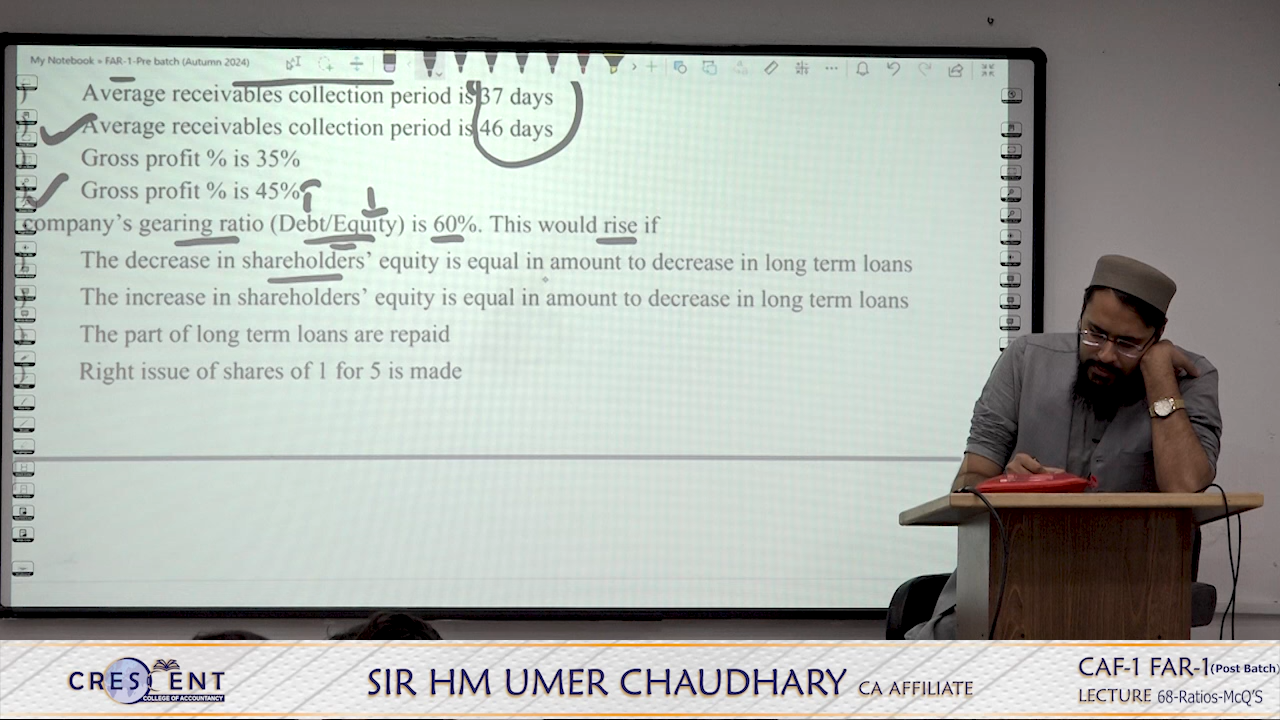 My Notebook » FAR-1-Pre batch (Autumn 2024)
Average receivables collection period is 37 days
Average receivables collection period is 46 days
Gross profit % is 35%
Gross profit % is 45%
company's gearing ratio (Debt/Equity) is 60%. This would rise if
The decrease in shareholders' equity is equal in amount to decrease in long term loans
The increase in shareholders' equity is equal in amount to decrease in long term loans
The part of long term loans are repaid
Right issue of shares of 1 for 5 is made
CRESCENT
COLLEGE OF ACCOUNTANCY
SIR HM UMER CHAUDHARY CA AFFILIATE
CAF-1 FAR-1(Post Batch)
LECTURE 68-Ratios-McQ'S